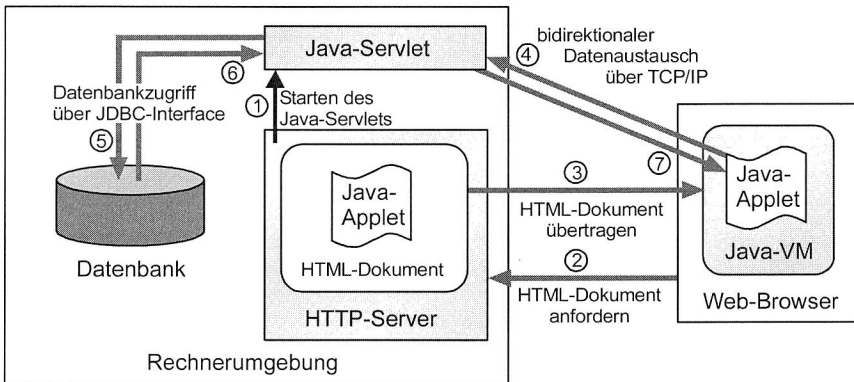 Java-Servlet
④
bidirektionaler
Datenaustausch
über TCP/IP
⑥
Datenbankzugriff
über JDBC-Interface
⑤
①
Starten des
Java-Servlets
⑦
Java-
Applet
HTML-Dokument
HTTP-Server
③
HTML-Dokument
übertragen
②
HTML-Dokument
anfordern
Java-
Applet
Java-VM
Web-Browser
Datenbank
Rechnerumgebung